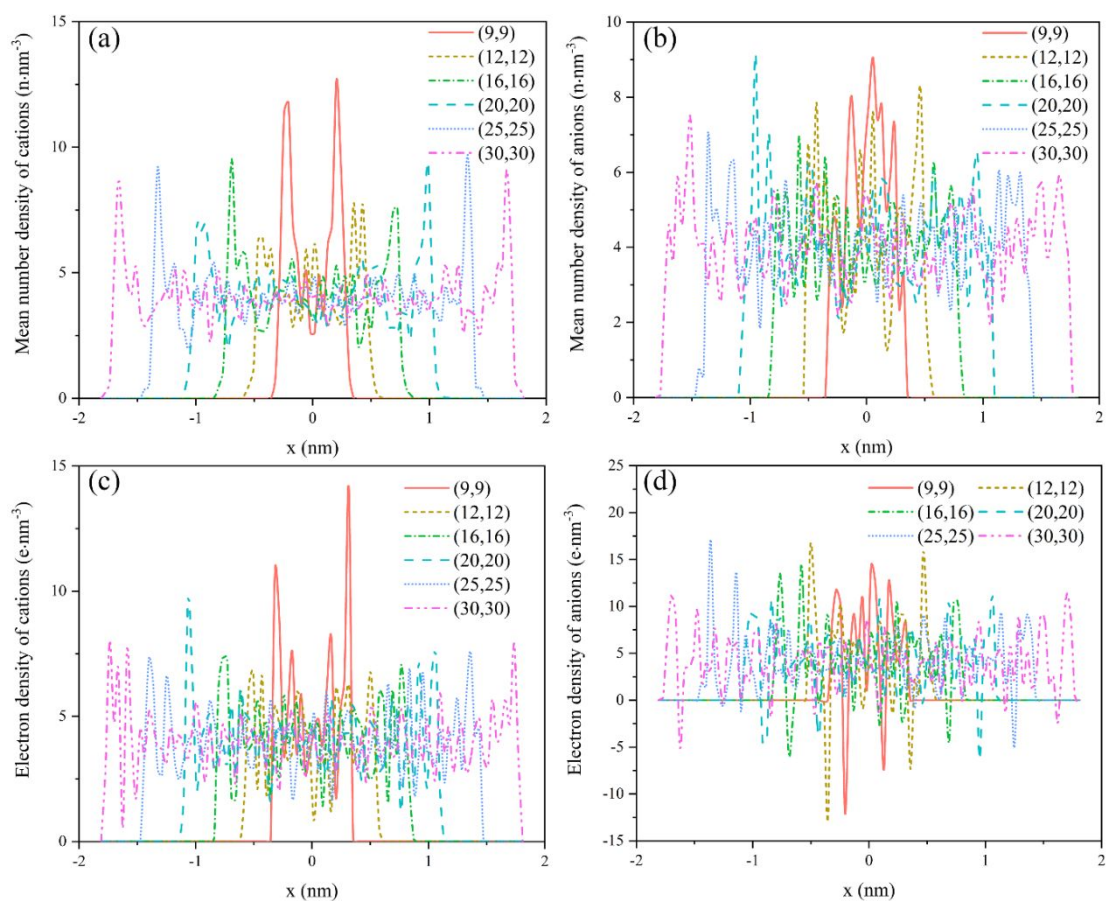 (a)
Mean number density of cations (n·nm-3)
15
10
5
0
-2 -1 0 1 2
x (nm)
(9,9)
(12,12)
(16,16)
(20,20)
(25,25)
(30,30)
(b)
Mean number density of anions (n·nm-3)
10
8
6
4
2
0
-2 -1 0 1 2
x (nm)
(9,9)
(12,12)
(16,16)
(20,20)
(25,25)
(30,30)
(c)
Electron density of cations (e·nm-3)
15
10
5
0
-2 -1 0 1 2
x (nm)
(9,9)
(12,12)
(16,16)
(20,20)
(25,25)
(30,30)
(d)
Electron density of anions (e·nm-3)
25
20
15
10
5
0
-5
-10
-15
-2 -1 0 1 2
x (nm)
(9,9) (12,12)
(16,16) (20,20)
(25,25) (30,30)